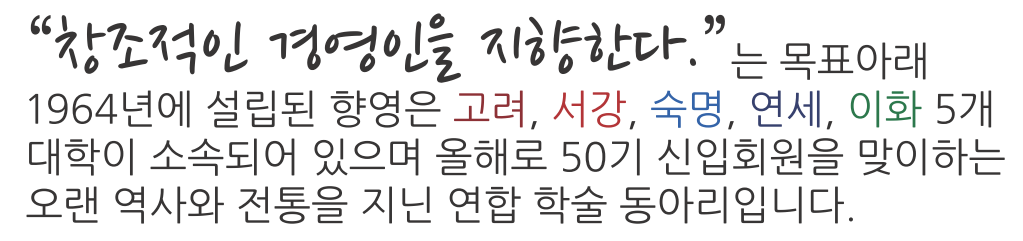 “창조적인 경영인을 지향한다.”는 목표아래
1964년에 설립된 향영은 고려, 서강, 숙명, 연세, 이화 5개
대학이 소속되어 있으며 올해로 50기 신입회원을 맞이하는
오랜 역사와 전통을 지닌 연합 학술 동아리입니다.